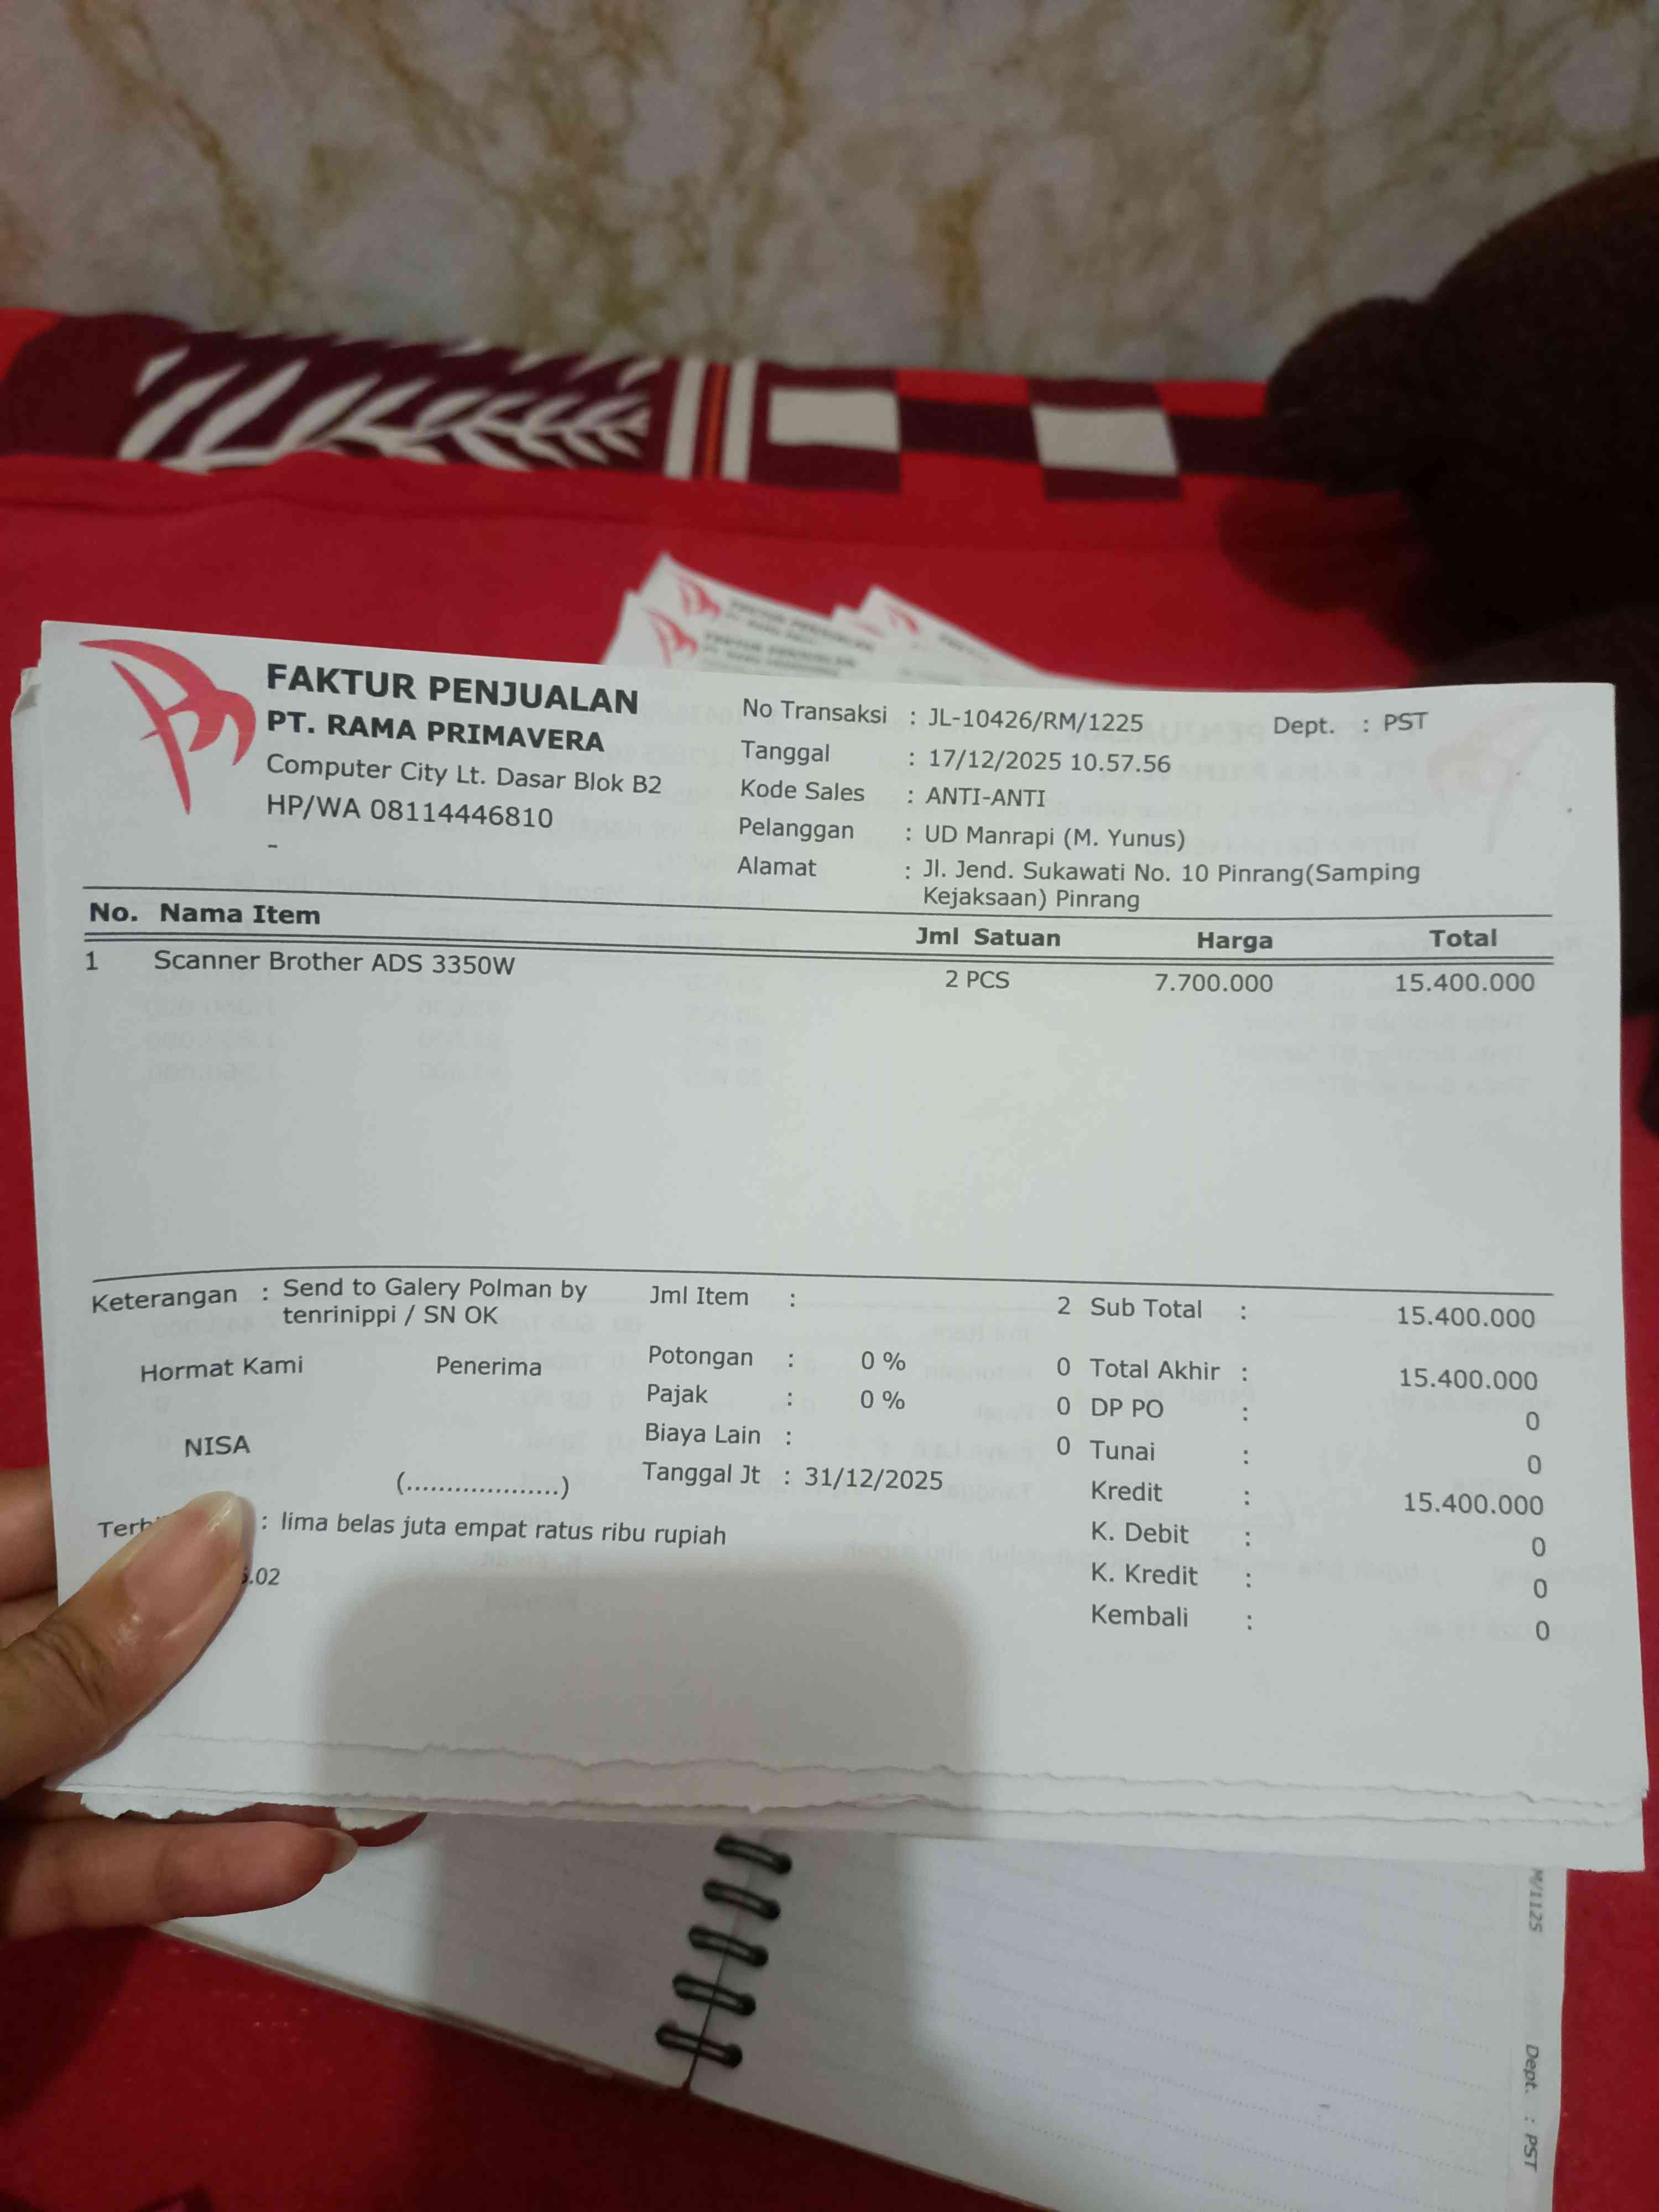 FAKTUR PENJUALAN
PT. RAMA PRIMAVERA
Computer City Lt. Dasar Blok B2
HP/WA 08114446810
-
No Transaksi : JL-10426/RM/1225
Dept. : PST
Tanggal : 17/12/2025 10.57.56
Kode Sales : ANTI-ANTI
Pelanggan : UD Manrapi (M. Yunus)
Alamat : Jl. Jend. Sukawati No. 10 Pinrang(Samping
Kejaksaan) Pinrang
No. Nama Item Jml Satuan Harga Total
1 Scanner Brother ADS 3350W 2 PCS 7.700.000 15.400.000
Keterangan : Send to Galery Polman by
tenrinippi / SN OK
Hormat Kami Penerima
NISA
(...................)
: lima belas juta empat ratus ribu rupiah
.02
Jml Item : 2
Potongan : 0 % 0
Pajak : 0 % 0
Biaya Lain : 0
Tanggal Jt : 31/12/2025
Sub Total : 15.400.000
Total Akhir : 15.400.000
DP PO : 0
Tunai : 0
Kredit : 15.400.000
K. Debit : 0
K. Kredit : 0
Kembali : 0
M/1125
Dept. : PST